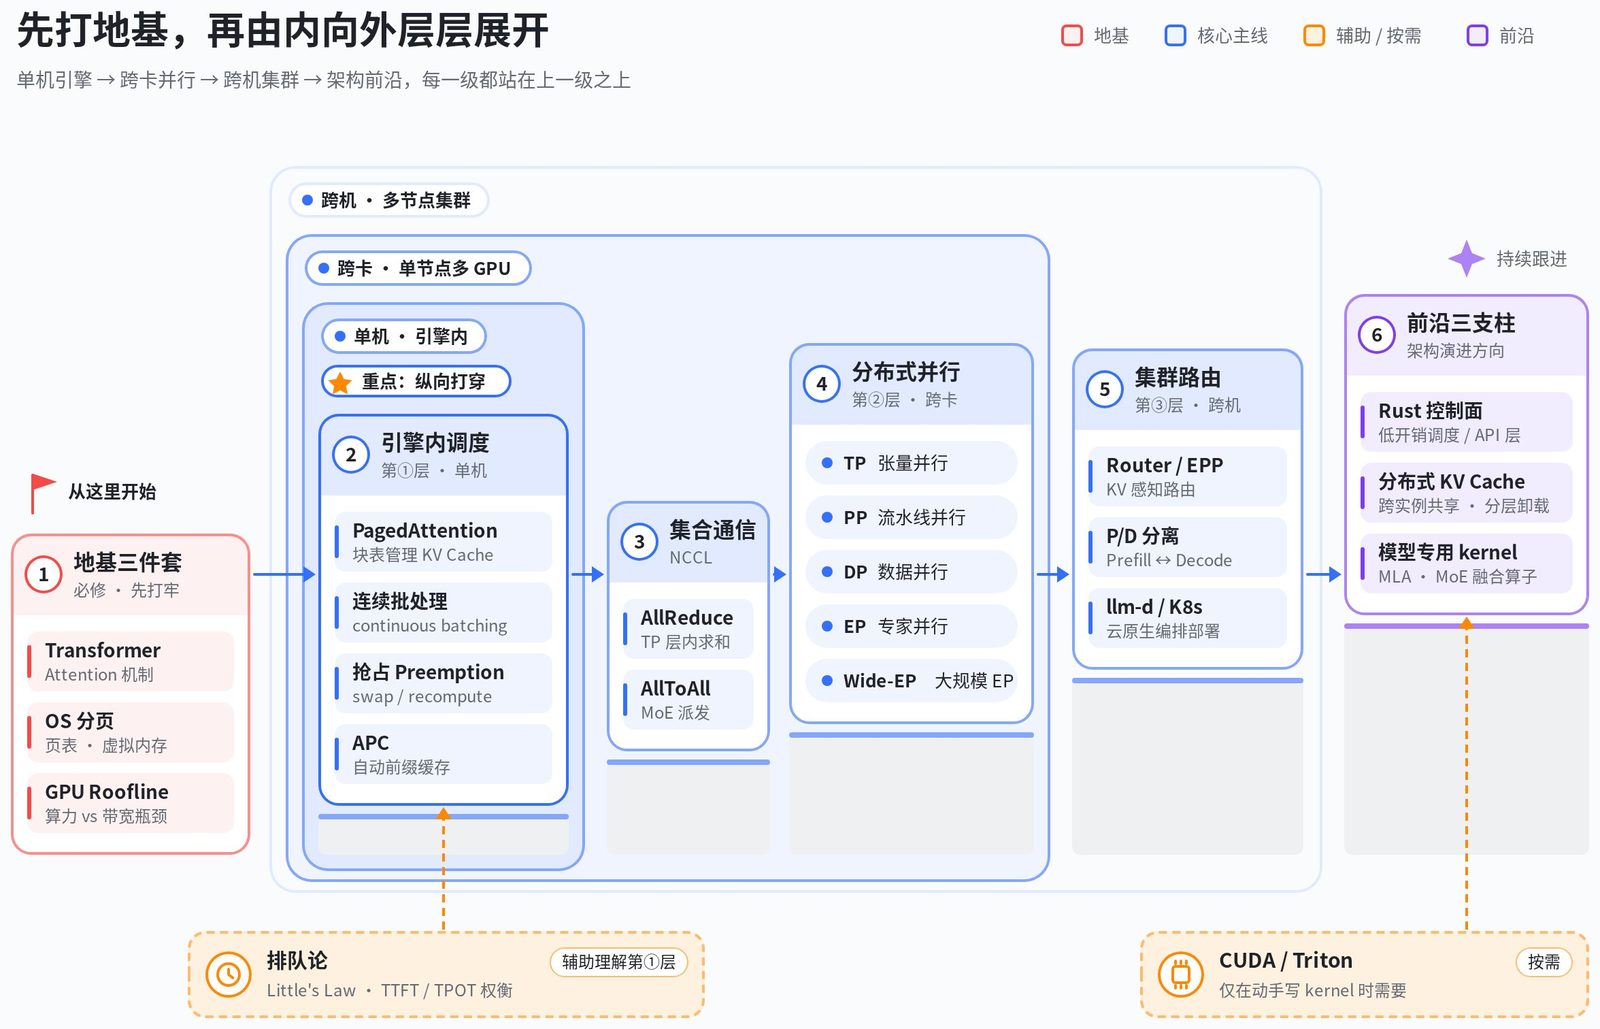 先打地基，再由内向外层层展开
单机引擎 → 跨卡并行 → 跨机集群 → 架构前沿，每一级都站在上一级之上
地基
核心主线
辅助 / 按需
前沿
跨机 · 多节点集群
跨卡 · 单节点多 GPU
单机 · 引擎内
重点：纵向打穿
从这里开始
1
地基三件套
必修 · 先打牢
Transformer
Attention 机制
OS 分页
页表 · 虚拟内存
GPU Roofline
算力 vs 带宽瓶颈
2
引擎内调度
第①层 · 单机
PagedAttention
块表管理 KV Cache
连续批处理
continuous batching
抢占 Preemption
swap / recompute
APC
自动前缀缓存
3
集合通信
NCCL
AllReduce
TP 层内求和
AllToAll
MoE 派发
4
分布式并行
第②层 · 跨卡
TP 张量并行
PP 流水线并行
DP 数据并行
EP 专家并行
Wide-EP 大规模 EP
5
集群路由
第③层 · 跨机
Router / EPP
KV 感知路由
P/D 分离
Prefill ↔ Decode
llm-d / K8s
云原生编排部署
持续跟进
6
前沿三支柱
架构演进方向
Rust 控制面
低开销调度 / API 层
分布式 KV Cache
跨实例共享 · 分层卸载
模型专用 kernel
MLA · MoE 融合算子
排队论
辅助理解第①层
Little's Law · TTFT / TPOT 权衡
CUDA / Triton
按需
仅在动手写 kernel 时需要